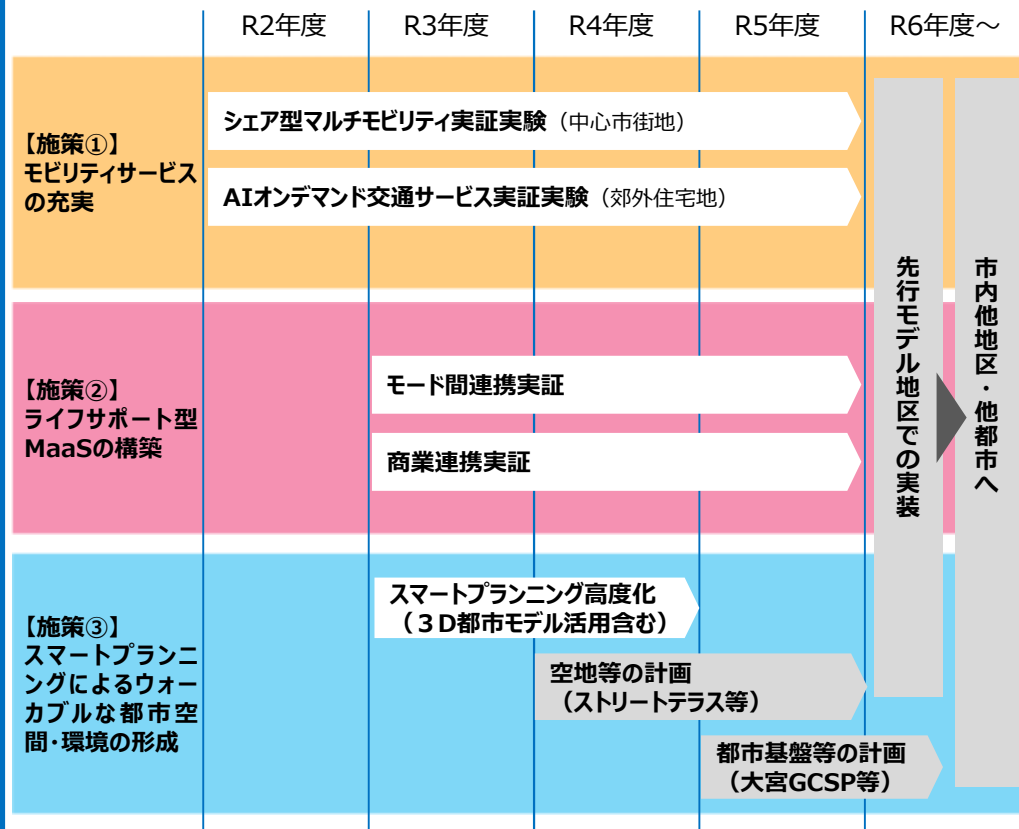 R2年度
R3年度
R4年度
R5年度
R6年度～
【施策①】
モビリティサービス
の充実
シェア型マルチモビリティ実証実験（中心市街地）
AIオンデマンド交通サービス実証実験（郊外住宅地）
【施策②】
ライフサポート型
MaaSの構築
モード間連携実証
商業連携実証
【施策③】
スマートプランニ
ングによるウォー
カブルな都市空
間・環境の形成
スマートプランニング高度化
（３D都市モデル活用含む）
空地等の計画
（ストリートテラス等）
都市基盤等の計画
（大宮GCSP等）
先行モデル地区での実装
市内他地区・他都市へ